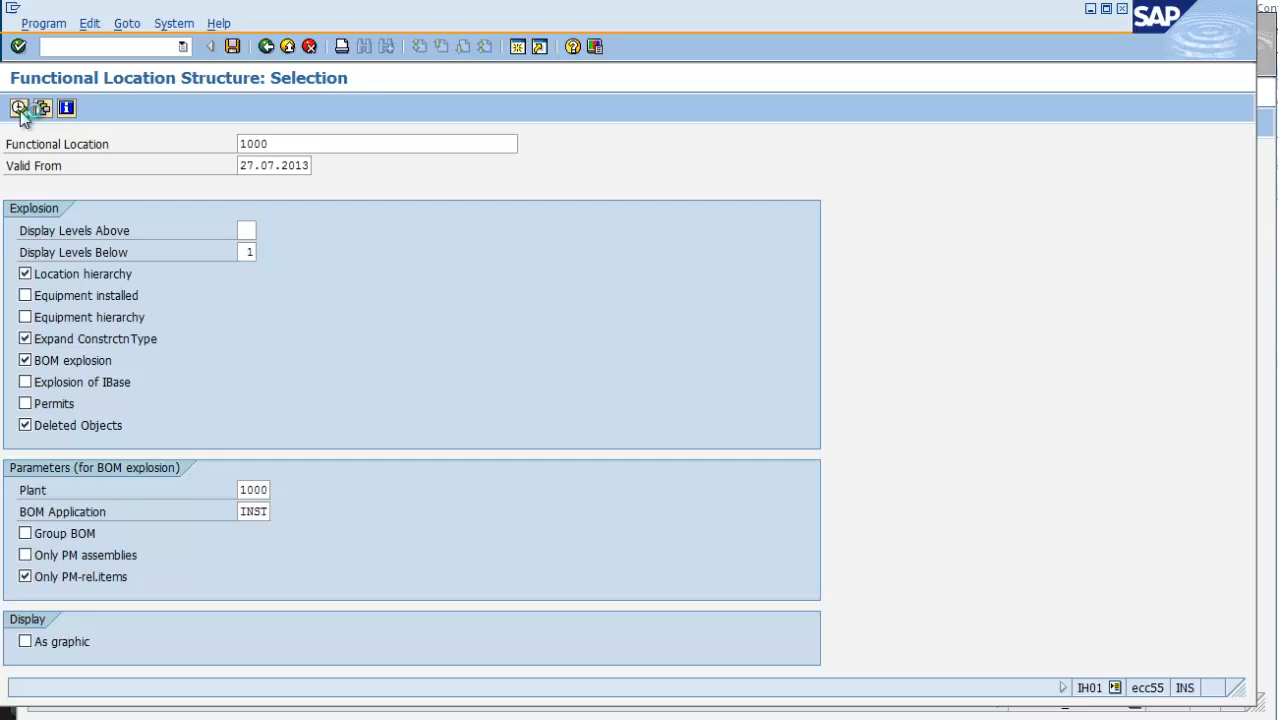 Program Edit Goto System Help
SAP
Functional Location Structure: Selection
Functional Location 1000
Valid From 27.07.2013
Explosion
Display Levels Above
Display Levels Below 1
Location hierarchy
Equipment installed
Equipment hierarchy
Expand ConstrctnType
BOM explosion
Explosion of IBase
Permits
Deleted Objects
Parameters (for BOM explosion)
Plant 1000
BOM Application INST
Group BOM
Only PM assemblies
Only PM-rel.items
Display
As graphic
IH01 ecc55 INS